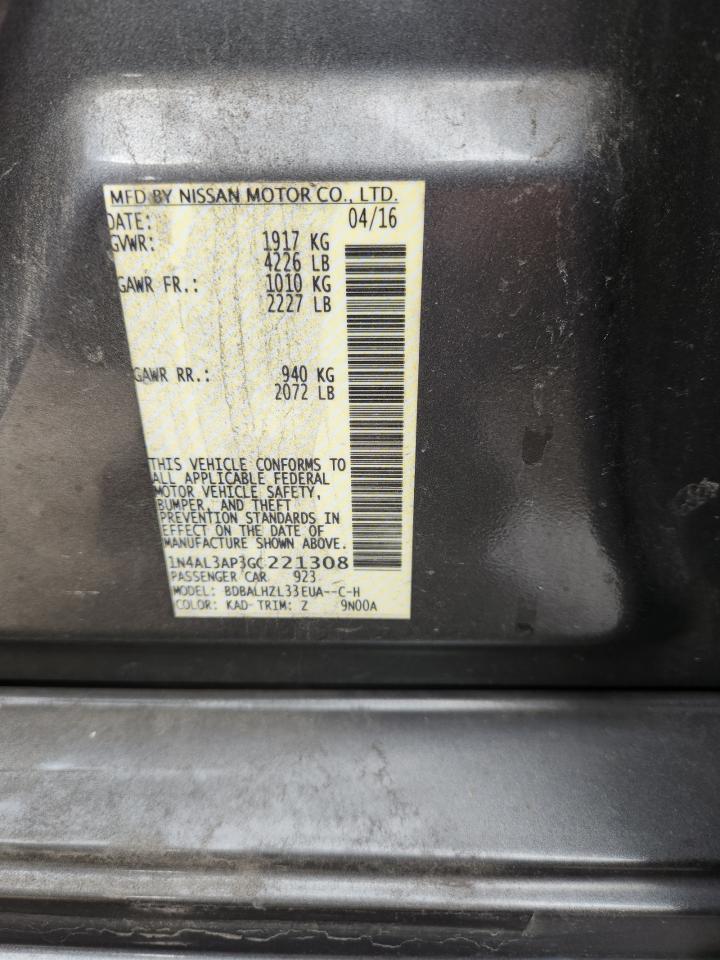 MFD BY NISSAN MOTOR CO., LTD.
DATE: 04/16
GVWR: 1917 KG
4226 LB
GAWR FR.: 1010 KG
2227 LB
GAWR RR.: 940 KG
2072 LB
THIS VEHICLE CONFORMS TO
ALL APPLICABLE FEDERAL
MOTOR VEHICLE SAFETY,
BUMPER, AND THEFT
PREVENTION STANDARDS IN
EFFECT ON THE DATE OF
MANUFACTURE SHOWN ABOVE.
1N4AL3AP3GC221308
PASSENGER CAR 923
MODEL: BDBALHZL33EUA--C-H
COLOR: KAD TRIM: Z 9N00A